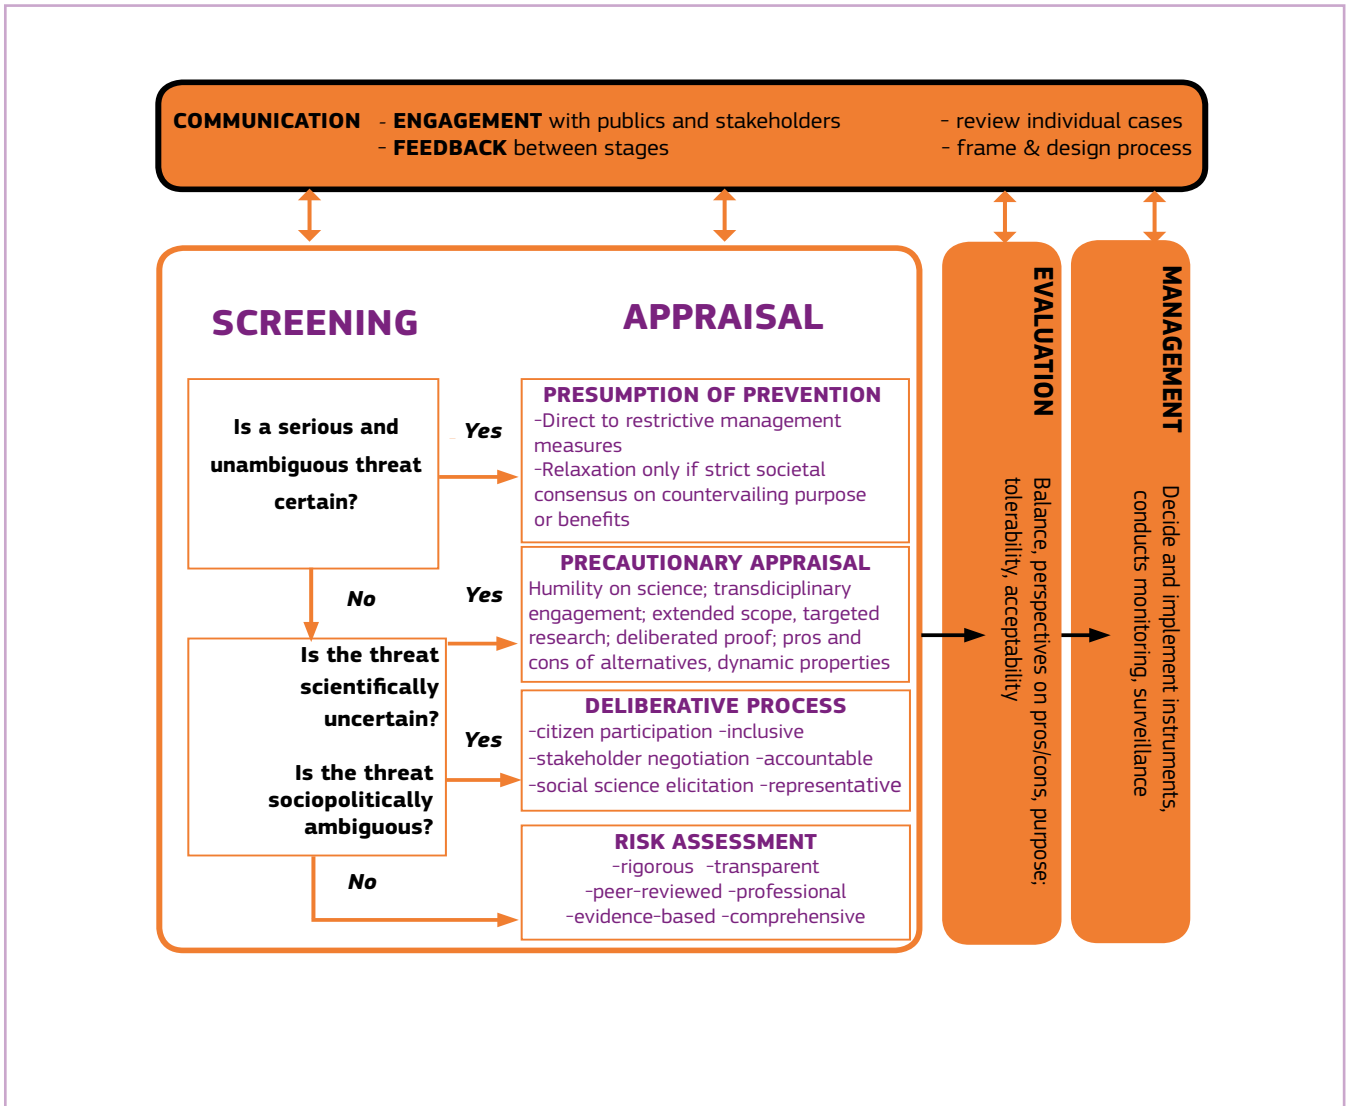 COMMUNICATION - ENGAGEMENT with publics and stakeholders - review individual cases
- FEEDBACK between stages - frame & design process
SCREENING
APPRAISAL
Is a serious and
unambiguous threat
certain?
Yes
PRESUMPTION OF PREVENTION
-Direct to restrictive management
measures
-Relaxation only if strict societal
consensus on countervailing purpose
or benefits
No
Yes
PRECAUTIONARY APPRAISAL
Humility on science; transdiciplinary
engagement; extended scope, targeted
research; deliberated proof; pros and
cons of alternatives, dynamic properties
Is the threat
scientifically
uncertain?
Yes
DELIBERATIVE PROCESS
-citizen participation -inclusive
-stakeholder negotiation -accountable
-social science elicitation -representative
Is the threat
sociopolitically
ambiguous?
No
RISK ASSESSMENT
-rigorous -transparent
-peer-reviewed -professional
-evidence-based -comprehensive
EVALUATION
Balance, perspectives on pros/cons, purpose;
tolerability, acceptability
MANAGEMENT
Decide and implement instruments,
conducts monitoring, surveillance